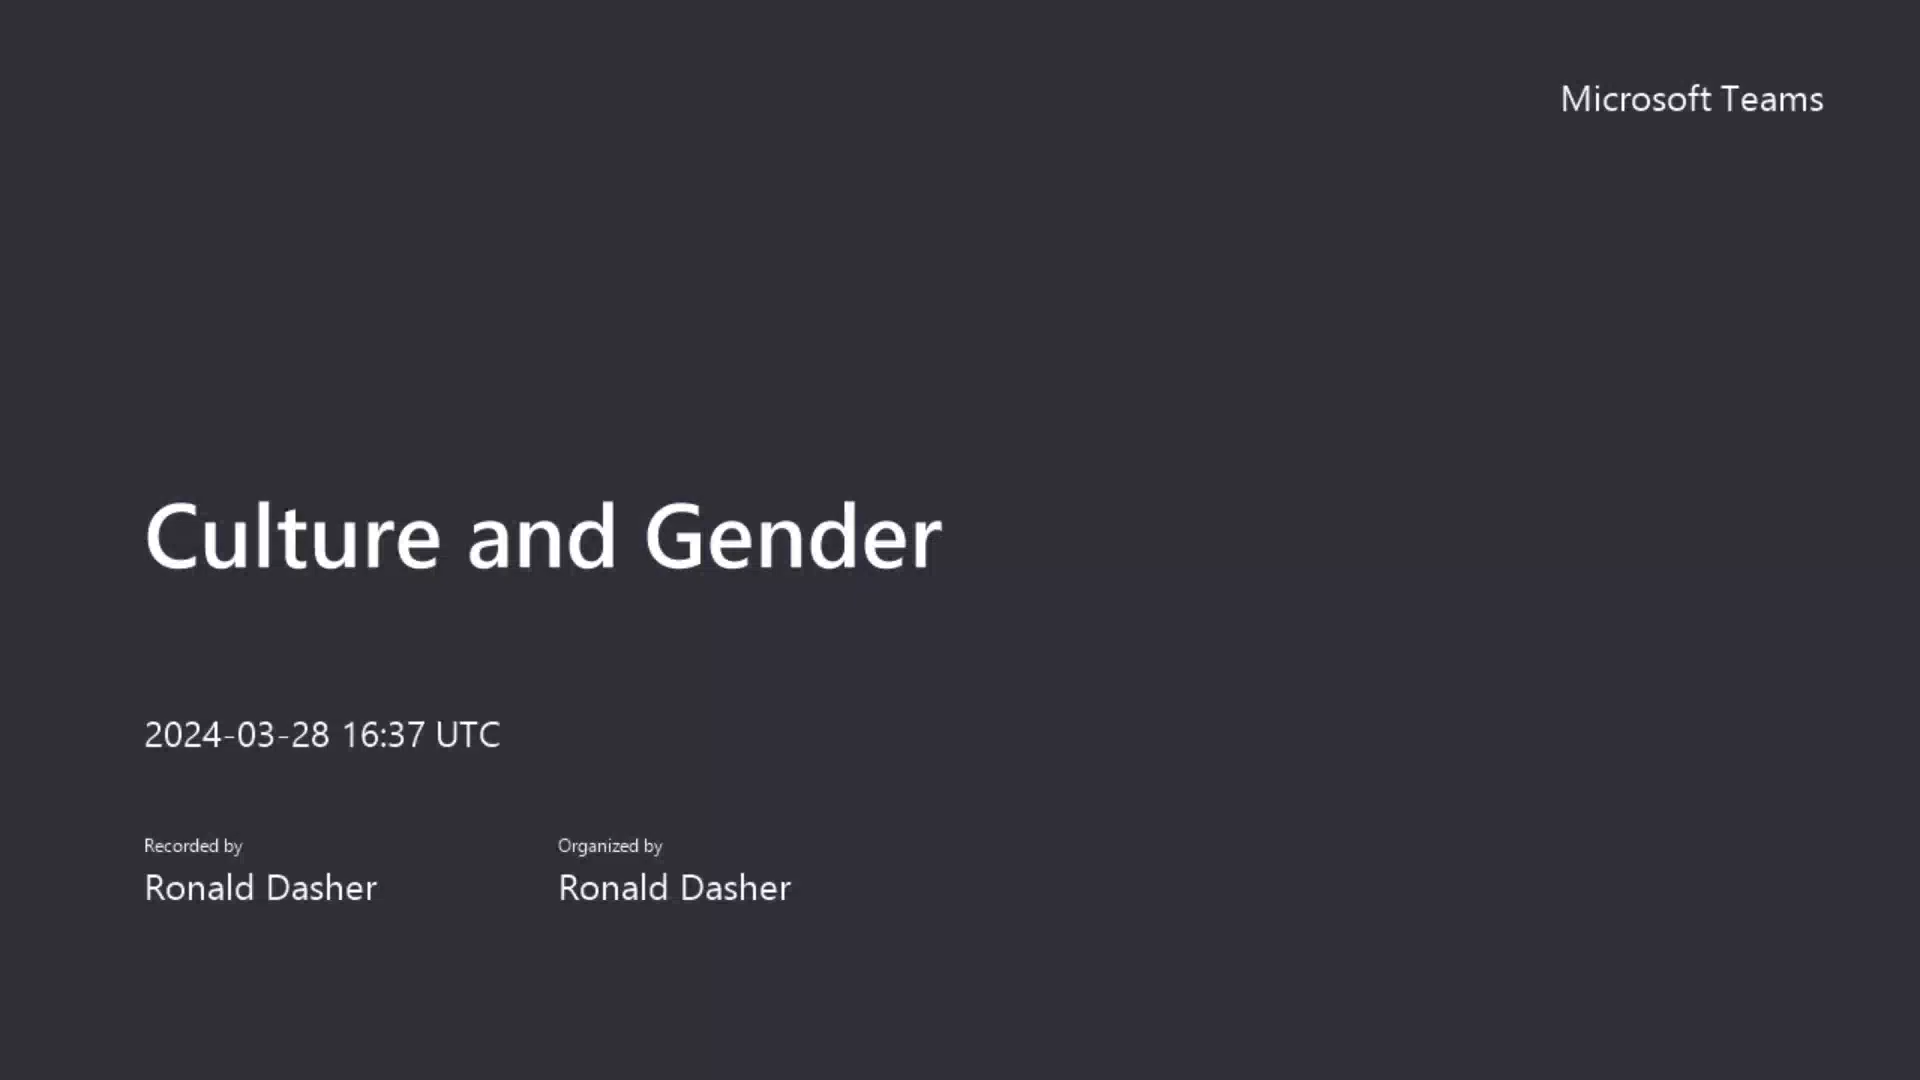 Microsoft Teams
Culture and Gender
2024-03-28 16:37 UTC
Recorded by
Ronald Dasher
Organized by
Ronald Dasher